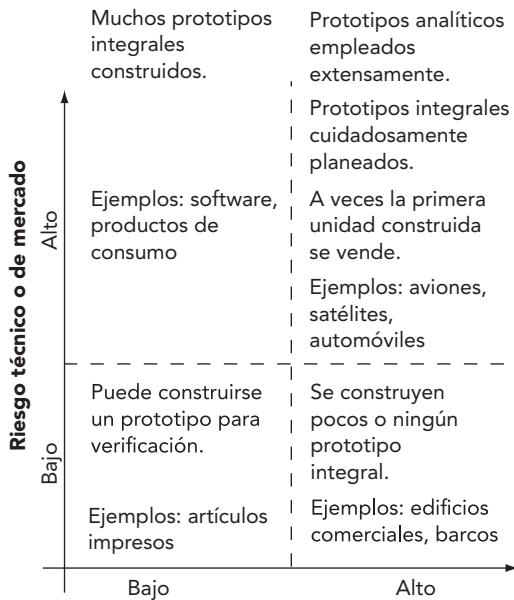 Muchos prototipos
integrales
construidos.
Prototipos analíticos
empleados
extensamente.
Prototipos integrales
cuidadosamente
planeados.
Ejemplos: software,
productos de
consumo
A veces la primera
unidad construida
se vende.
Ejemplos: aviones,
satélites,
automóviles
Riesgo técnico o de mercado
Alto
Bajo
Puede construirse
un prototipo para
verificación.
Ejemplos: artículos
impresos
Se construyen
pocos o ningún
prototipo
integral.
Ejemplos: edificios
comerciales, barcos
Bajo
Alto